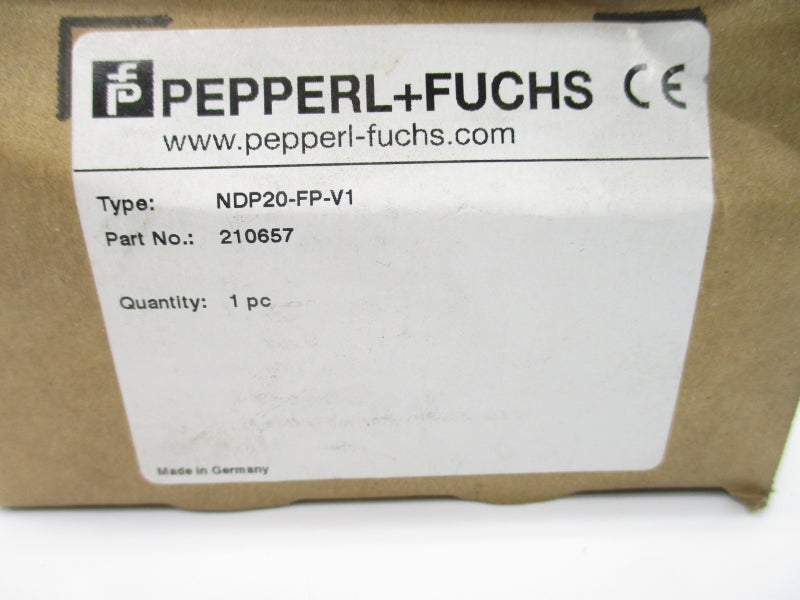 PEPPERL+FUCHS CE
www.pepperl-fuchs.com
Type: NDP20-FP-V1
Part No.: 210657
Quantity: 1 pc
Made in Germany